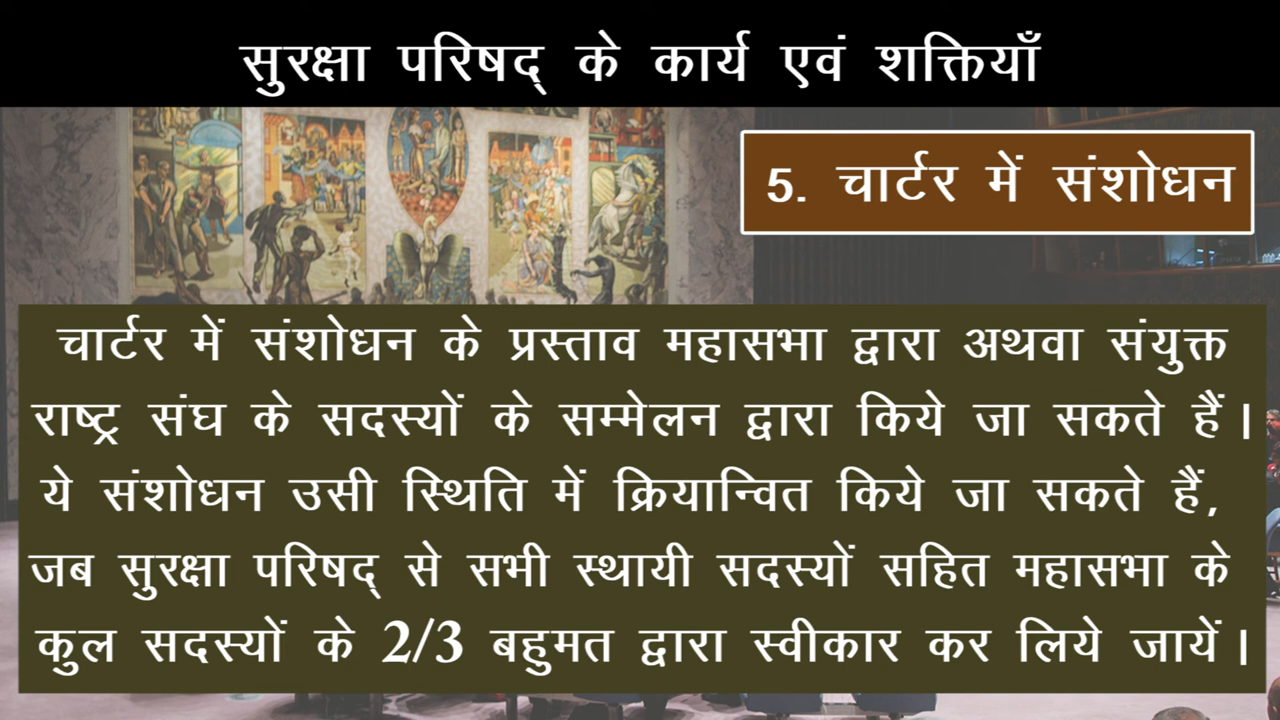 सुरक्षा परिषद् के कार्य एवं शक्तियाँ
5. चार्टर में संशोधन
चार्टर में संशोधन के प्रस्ताव महासभा द्वारा अथवा संयुक्त
राष्ट्र संघ के सदस्यों के सम्मेलन द्वारा किये जा सकते हैं।
ये संशोधन उसी स्थिति में क्रियान्वित किये जा सकते हैं,
जब सुरक्षा परिषद् से सभी स्थायी सदस्यों सहित महासभा के
कुल सदस्यों के 2/3 बहुमत द्वारा स्वीकार कर लिये जायें।